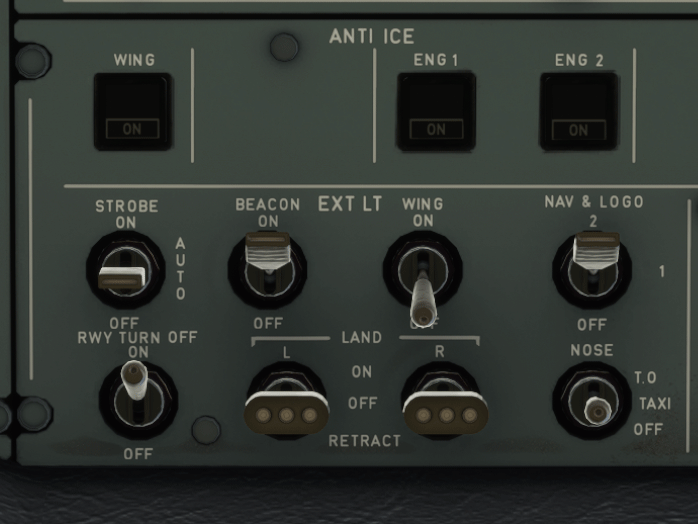 ANTI ICE
WING
ENG 1
ENG 2
ON
ON
ON
EXT LT
STROBE
ON
AUTO
OFF
BEACON
ON
OFF
WING
ON
NAV & LOGO
2
1
OFF
RWY TURN OFF
ON
OFF
LAND
L
R
ON
OFF
RETRACT
NOSE
T.O
TAXI
OFF